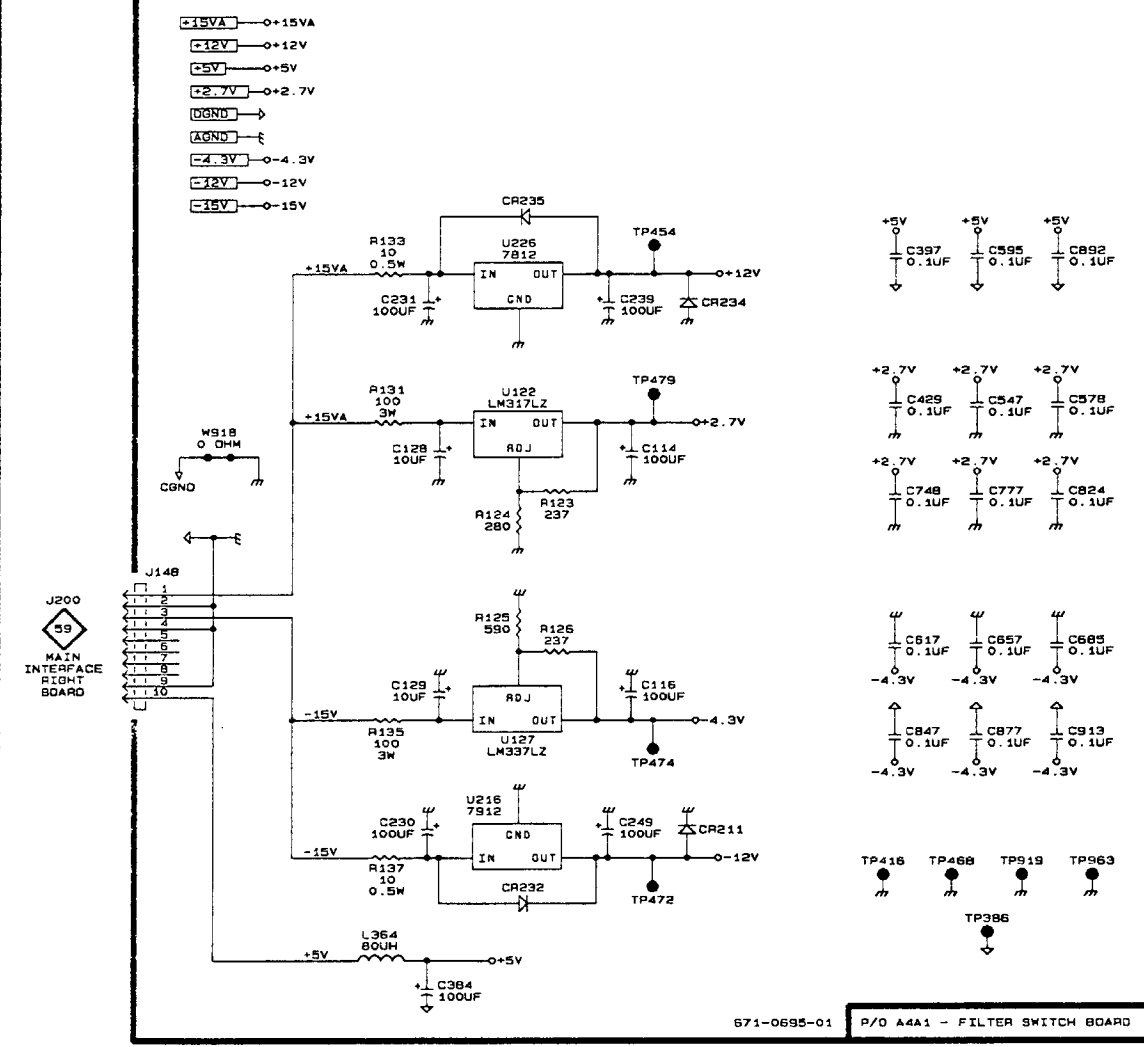 +15VA +15VA
+12V +12V
+5V +5V
+2.7V +2.7V
DGND
AGND
-4.3V -4.3V
-12V -12V
-15V -15V
CR235
R133
10
0.5W
+15VA
U226
7812
IN OUT
GND
TP454
+12V
C231
100UF
+
+
C239
100UF
CR234
R131
100
3W
+15VA
U122
LM317LZ
IN OUT
ADJ
TP479
+2.7V
C128
10UF
+
+
C114
100UF
R123
237
R124
280
W918
0 OHM
CGND
J148
1
2
3
4
5
6
7
8
9
10
J200
59
MAIN
INTERFACE
RIGHT
BOARD
R125
590
R126
237
C129
10UF
+
ADJ
IN OUT
U127
LM337LZ
+
C116
100UF
-15V
R135
100
3W
-4.3V
TP474
U216
7912
GND
IN OUT
C230
100UF
+
+
C249
100UF
CR211
-15V
R137
10
0.5W
-12V
CR232
TP472
L364
80UH
+5V
+5V
+
C384
100UF
+5V +5V +5V
C397
0.1UF
C595
0.1UF
C892
0.1UF
+2.7V +2.7V +2.7V
C429
0.1UF
C547
0.1UF
C578
0.1UF
+2.7V +2.7V +2.7V
C748
0.1UF
C777
0.1UF
C824
0.1UF
C617
0.1UF
C657
0.1UF
C685
0.1UF
-4.3V -4.3V -4.3V
C847
0.1UF
C877
0.1UF
C913
0.1UF
-4.3V -4.3V -4.3V
TP416 TP468 TP919 TP963
TP386
671-0695-01
P/O A4A1 - FILTER SWITCH BOARD